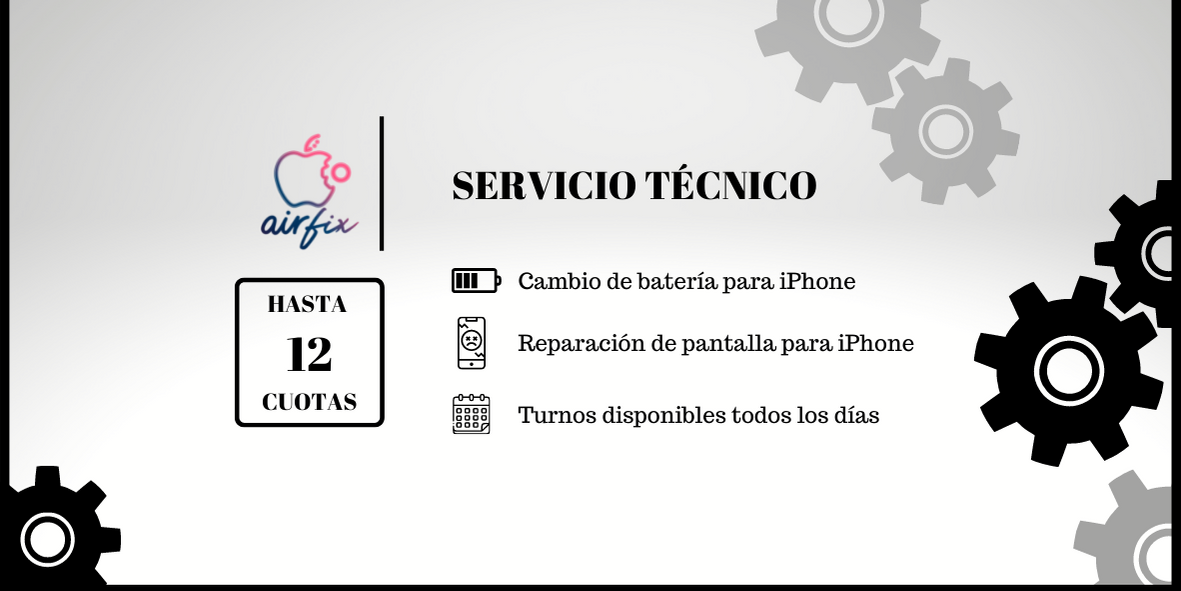 airfix
HASTA
12
CUOTAS
SERVICIO TÉCNICO
Cambio de batería para iPhone
Reparación de pantalla para iPhone
Turnos disponibles todos los días